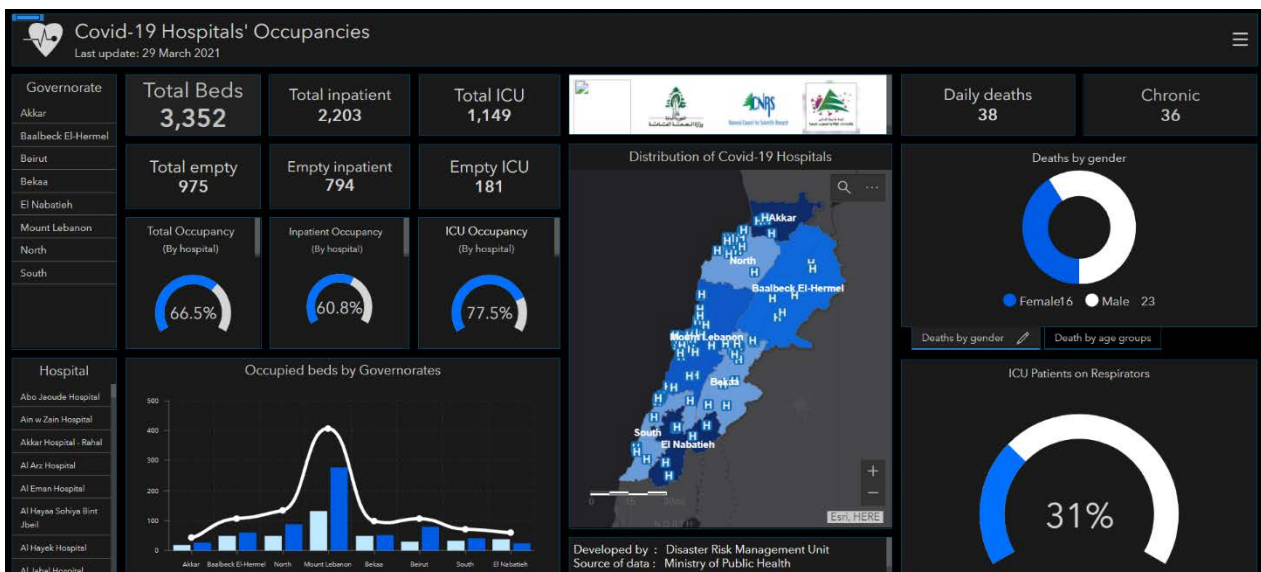 Covid-19 Hospitals' Occupancies
Last update: 29 March 2021
Governorate
Akkar
Baalbeck El-Hermel
Beirut
Bekaa
El Nabatieh
Mount Lebanon
North
South
Total Beds
3,352
Total inpatient
2,203
Total ICU
1,149
Total empty
975
Empty inpatient
794
Empty ICU
181
Total Occupancy
(By hospital)
66.5%
Inpatient Occupancy
(By hospital)
60.8%
ICU Occupancy
(By hospital)
77.5%
CNRS
National Council for Scientific Research
Daily deaths
38
Chronic
36
Distribution of Covid-19 Hospitals
Akkar
North
Baalbeck El-Hermel
Mount Lebanon
Bekaa
South
El Nabatieh
Esri, HERE
Deaths by gender
Female16 Male 23
Deaths by gender
Death by age groups
ICU Patients on Respirators
31%
Hospital
Abo Jaoude Hospital
Ain w Zain Hospital
Akkar Hospital - Rahal
Al Arz Hospital
Al Eman Hospital
Al Hayaa Sohiya Bint
Jbeil
Al Hayek Hospital
Al Jabal Hospital
Occupied beds by Governorates
500
400
300
200
100
0
Akkar Baalbeck El-Hermel North Mount Lebanon Bekaa Beirut South El Nabatieh
Developed by : Disaster Risk Management Unit
Source of data : Ministry of Public Health